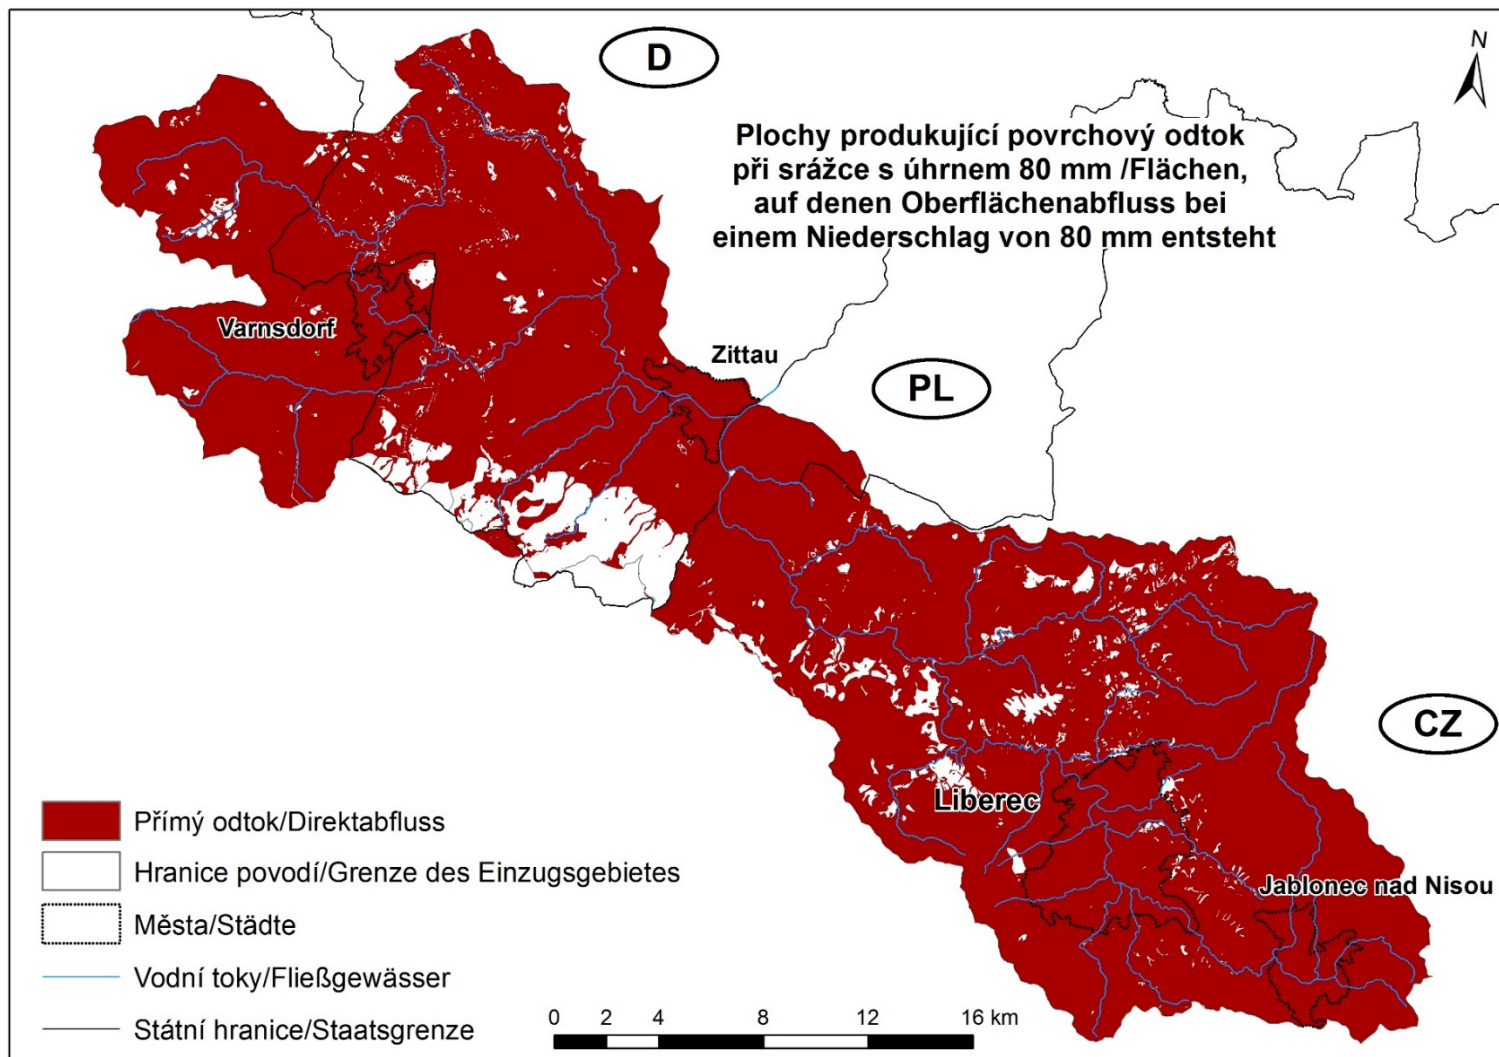 D
N
Plochy produkující povrchový odtok
při srážce s úhrnem 80 mm /Flächen,
auf denen Oberflächenabfluss bei
einem Niederschlag von 80 mm entsteht
Varnsdorf
Zittau
PL
CZ
Liberec
Jablonec nad Nisou
Přímý odtok/Direktabfluss
Hranice povodí/Grenze des Einzugsgebietes
Města/Städte
Vodní toky/Fließgewässer
Státní hranice/Staatsgrenze
0 2 4 8 12 16 km